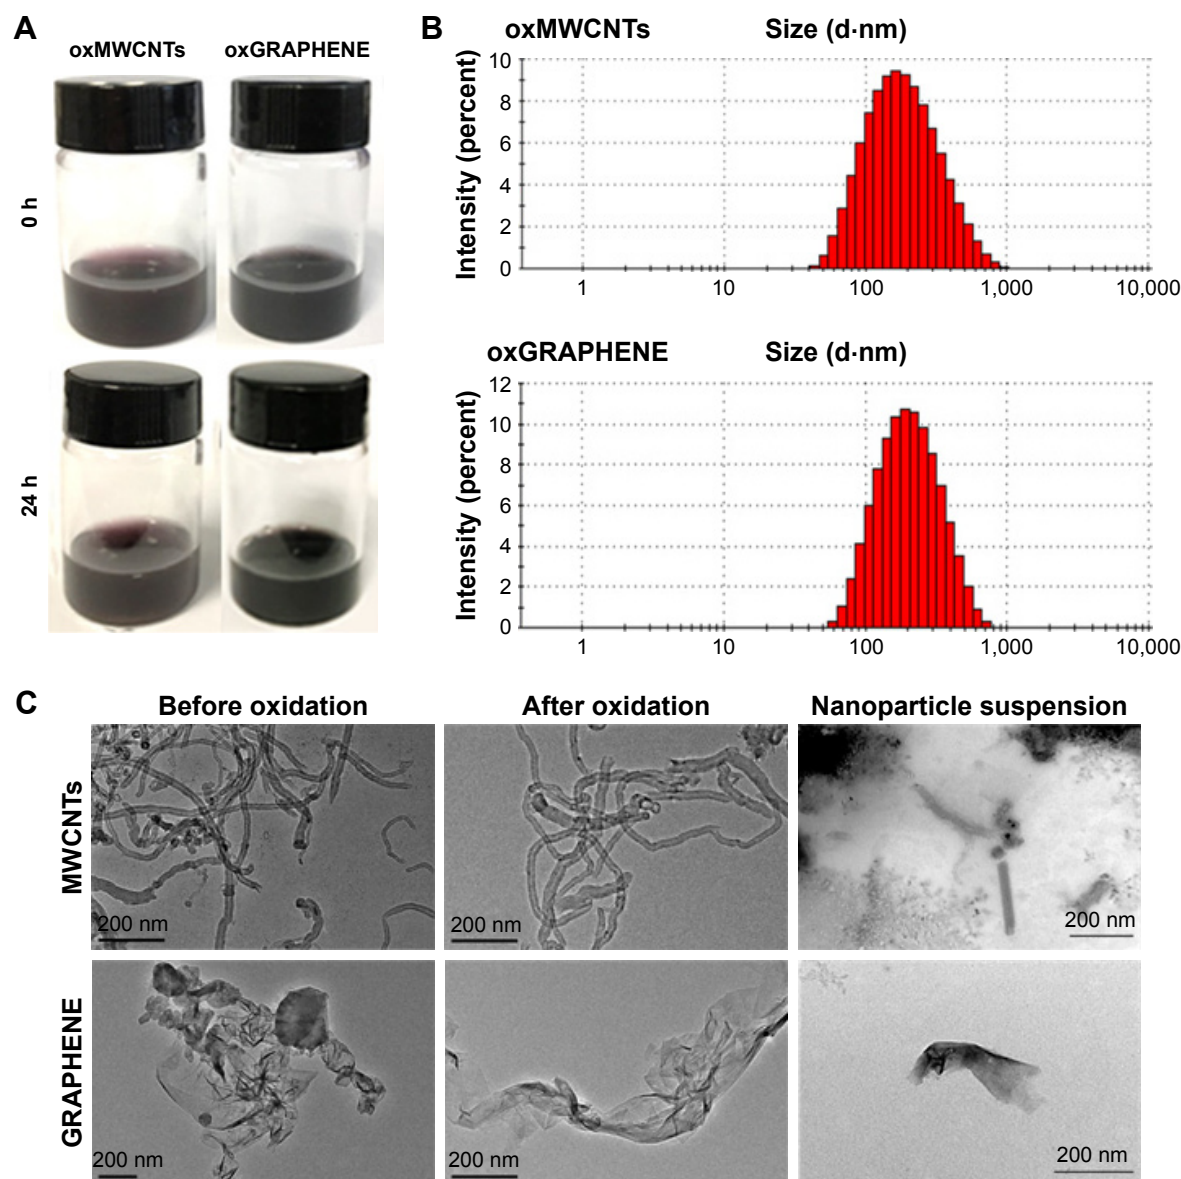 A
oxMWCNTs
oxGRAPHENE
0 h
24 h
B
oxMWCNTs
Size (d·nm)
Intensity (percent)
10
8
6
4
2
0
1
10
100
1,000
10,000
oxGRAPHENE
Size (d·nm)
Intensity (percent)
12
10
8
6
4
2
0
1
10
100
1,000
10,000
C
Before oxidation
After oxidation
Nanoparticle suspension
MWCNTs
200 nm
200 nm
200 nm
GRAPHENE
200 nm
200 nm
200 nm